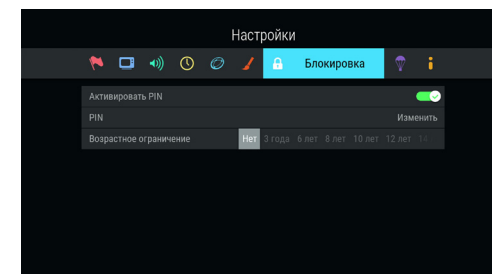 Настройки
Блокировка
Активировать PIN
PIN Изменить
Возрастное ограничение Нет 3 года 6 лет 8 лет 10 лет 12 лет 14